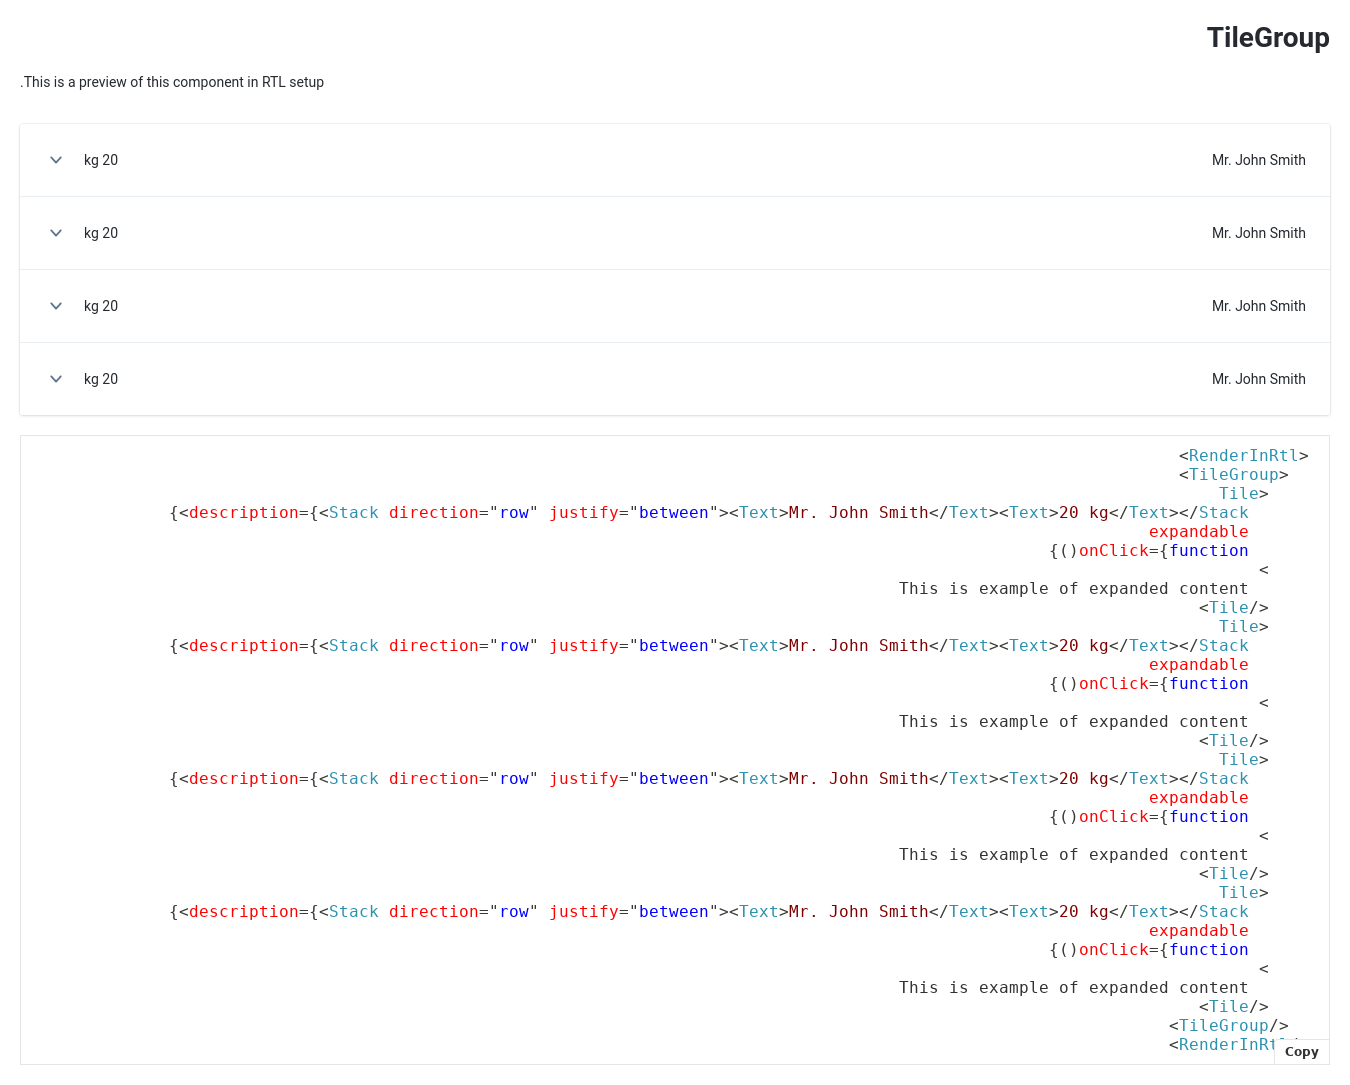 TileGroup
.This is a preview of this component in RTL setup
Mr. John Smith kg 20
Mr. John Smith kg 20
Mr. John Smith kg 20
Mr. John Smith kg 20
<RenderInRtl>
<TileGroup>
Tile>
{<description={<Stack direction="row" justify="between"><Text>Mr. John Smith</Text><Text>20 kg</Text></Stack
expandable
{()onClick={function
<
This is example of expanded content
<Tile/>
Tile>
{<description={<Stack direction="row" justify="between"><Text>Mr. John Smith</Text><Text>20 kg</Text></Stack
expandable
{()onClick={function
<
This is example of expanded content
<Tile/>
Tile>
{<description={<Stack direction="row" justify="between"><Text>Mr. John Smith</Text><Text>20 kg</Text></Stack
expandable
{()onClick={function
<
This is example of expanded content
<Tile/>
Tile>
{<description={<Stack direction="row" justify="between"><Text>Mr. John Smith</Text><Text>20 kg</Text></Stack
expandable
{()onClick={function
<
This is example of expanded content
<Tile/>
<TileGroup/>
<RenderInRtl
Copy